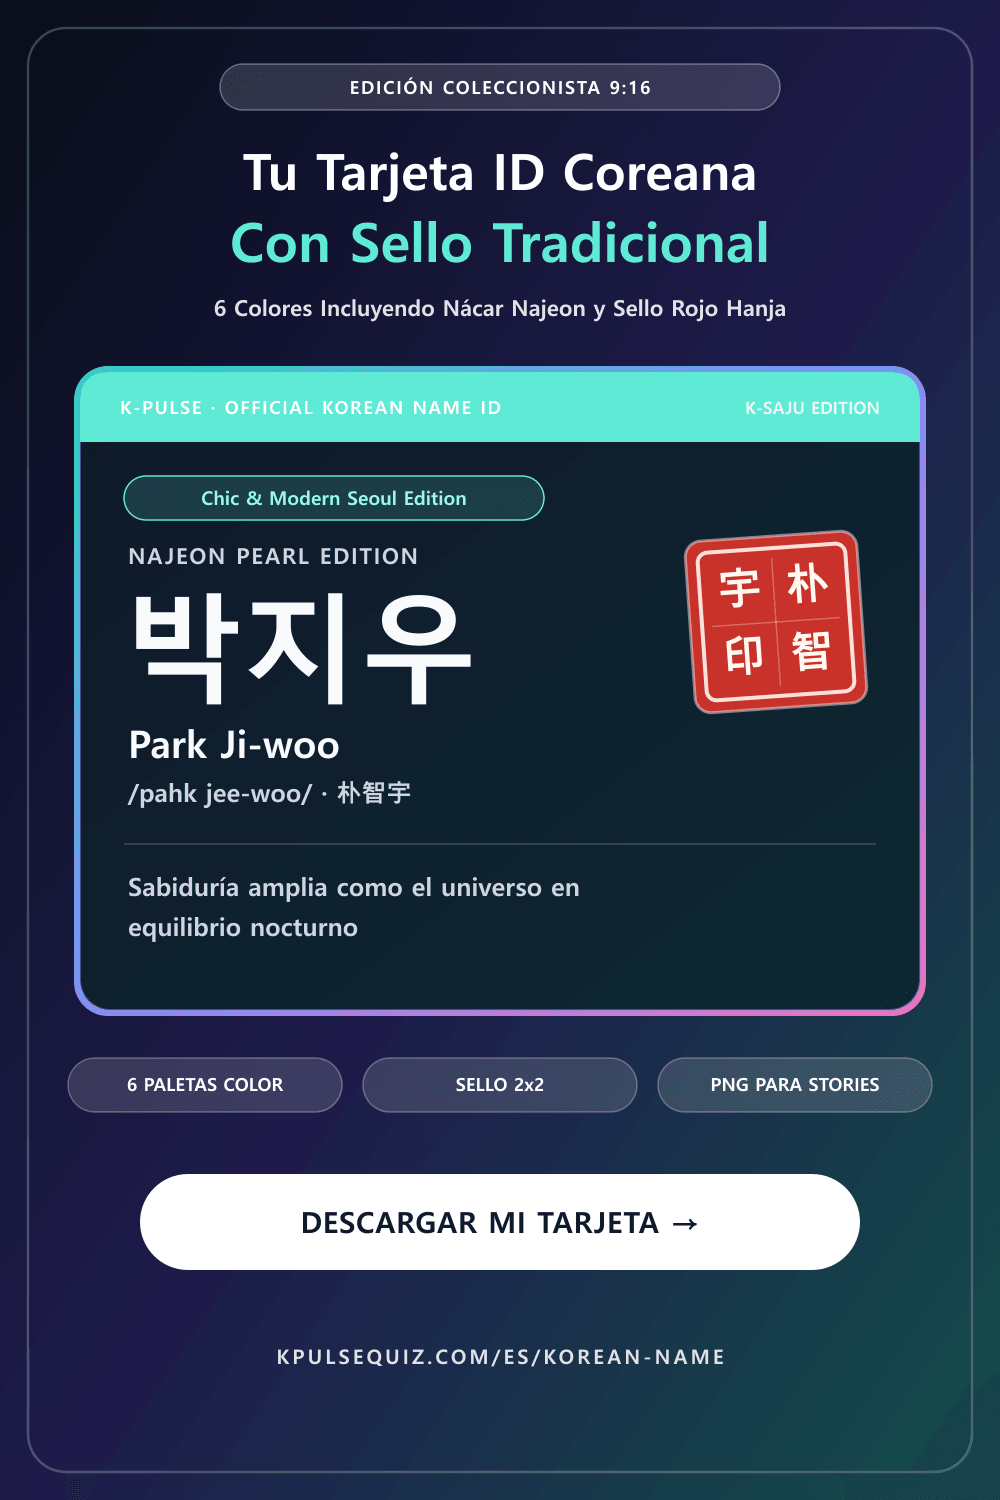 EDICIÓN COLECCIONISTA 9:16
Tu Tarjeta ID Coreana
Con Sello Tradicional
6 Colores Incluyendo Nácar Najeon y Sello Rojo Hanja
K-PULSE · OFFICIAL KOREAN NAME ID
K-SAJU EDITION
Chic & Modern Seoul Edition
NAJEON PEARL EDITION
박지우
宇 朴
印 智
Park Ji-woo
/pahk jee-woo/ · 朴智宇
Sabiduría amplia como el universo en
equilibrio nocturno
6 PALETAS COLOR
SELLO 2x2
PNG PARA STORIES
DESCARGAR MI TARJETA →
KPULSEQUIZ.COM/ES/KOREAN-NAME